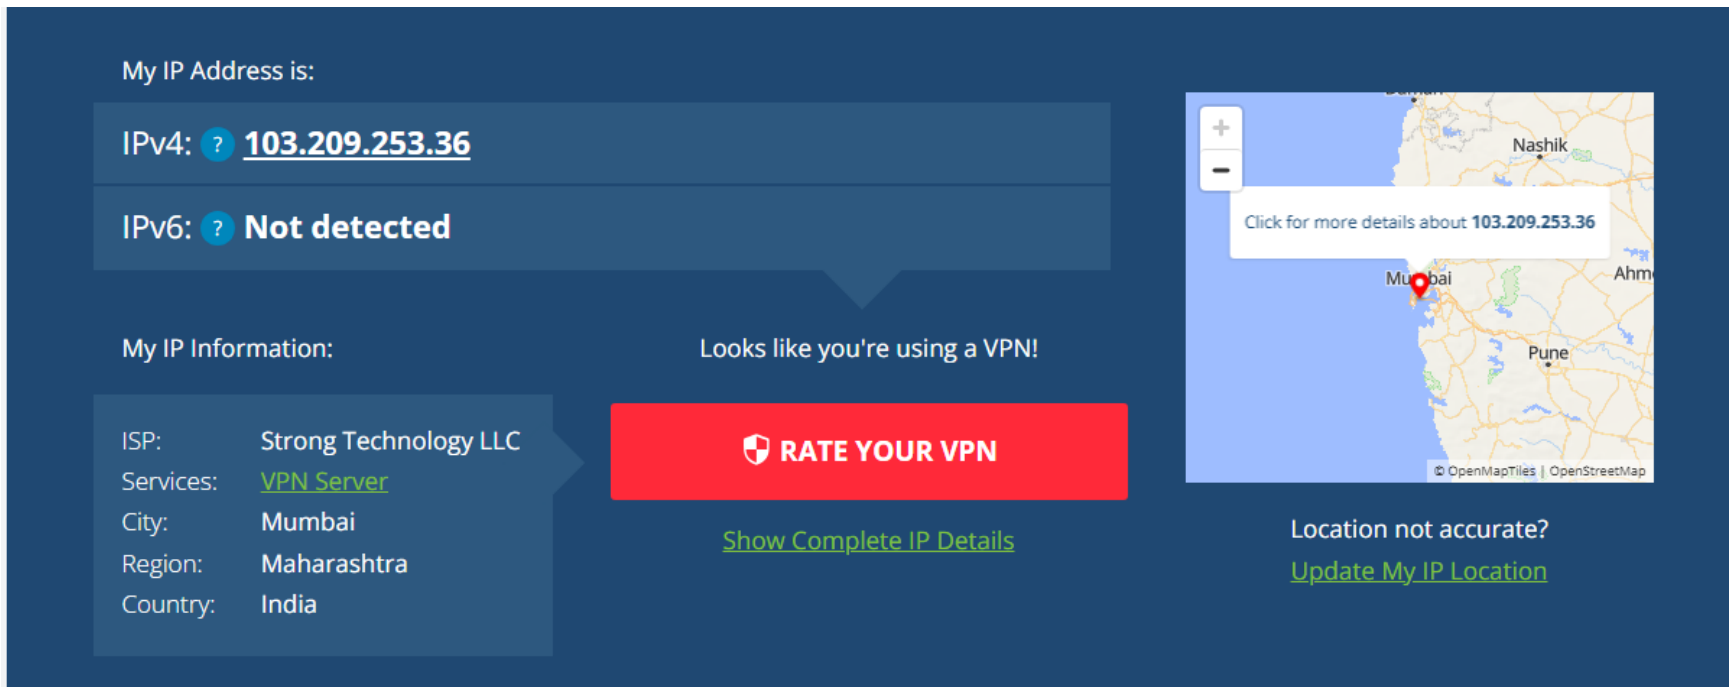 My IP Address is:
IPv4: ? 103.209.253.36
IPv6: ? Not detected
My IP Information:
ISP: Strong Technology LLC
Services: VPN Server
City: Mumbai
Region: Maharashtra
Country: India
Looks like you're using a VPN!
RATE YOUR VPN
Show Complete IP Details
+
−
Nashik
Click for more details about 103.209.253.36
Mumbai
Ahm
Pune
© OpenMapTiles | OpenStreetMap
Location not accurate?
Update My IP Location